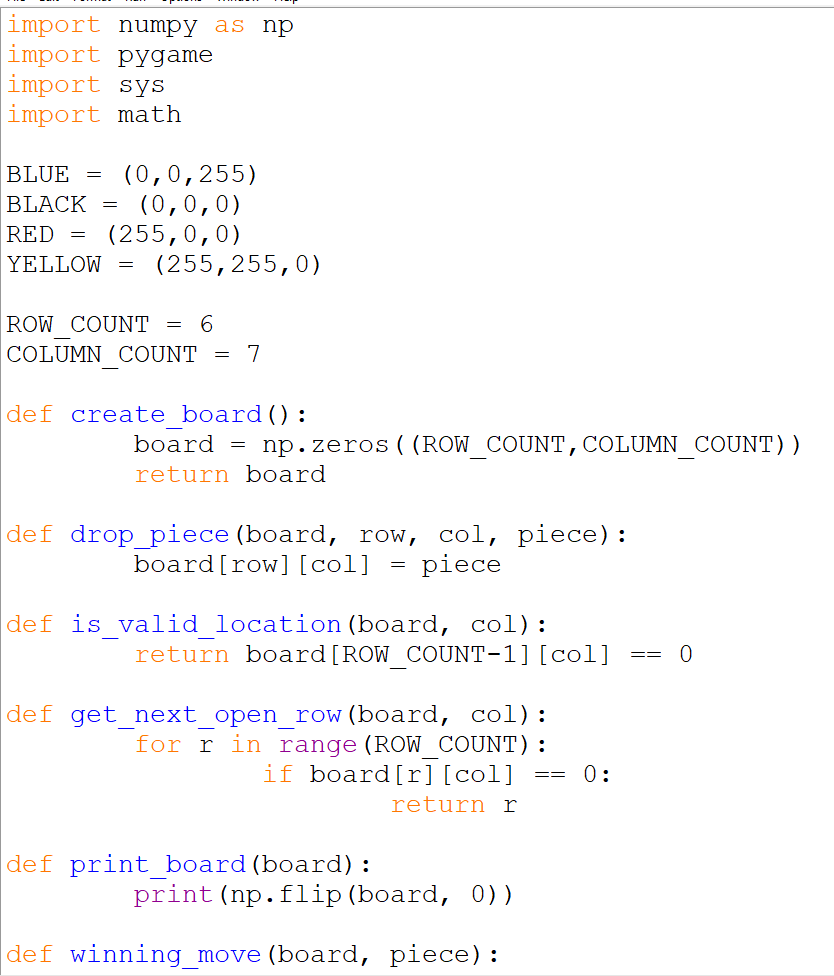 import numpy as np
import pygame
import sys
import math

BLUE = (0,0,255)
BLACK = (0,0,0)
RED = (255,0,0)
YELLOW = (255,255,0)

ROW_COUNT = 6
COLUMN_COUNT = 7

def create_board():
        board = np.zeros((ROW_COUNT,COLUMN_COUNT))
        return board

def drop_piece(board, row, col, piece):
        board[row][col] = piece

def is_valid_location(board, col):
        return board[ROW_COUNT-1][col] == 0

def get_next_open_row(board, col):
        for r in range(ROW_COUNT):
                if board[r][col] == 0:
                        return r

def print_board(board):
        print(np.flip(board, 0))

def winning_move(board, piece):